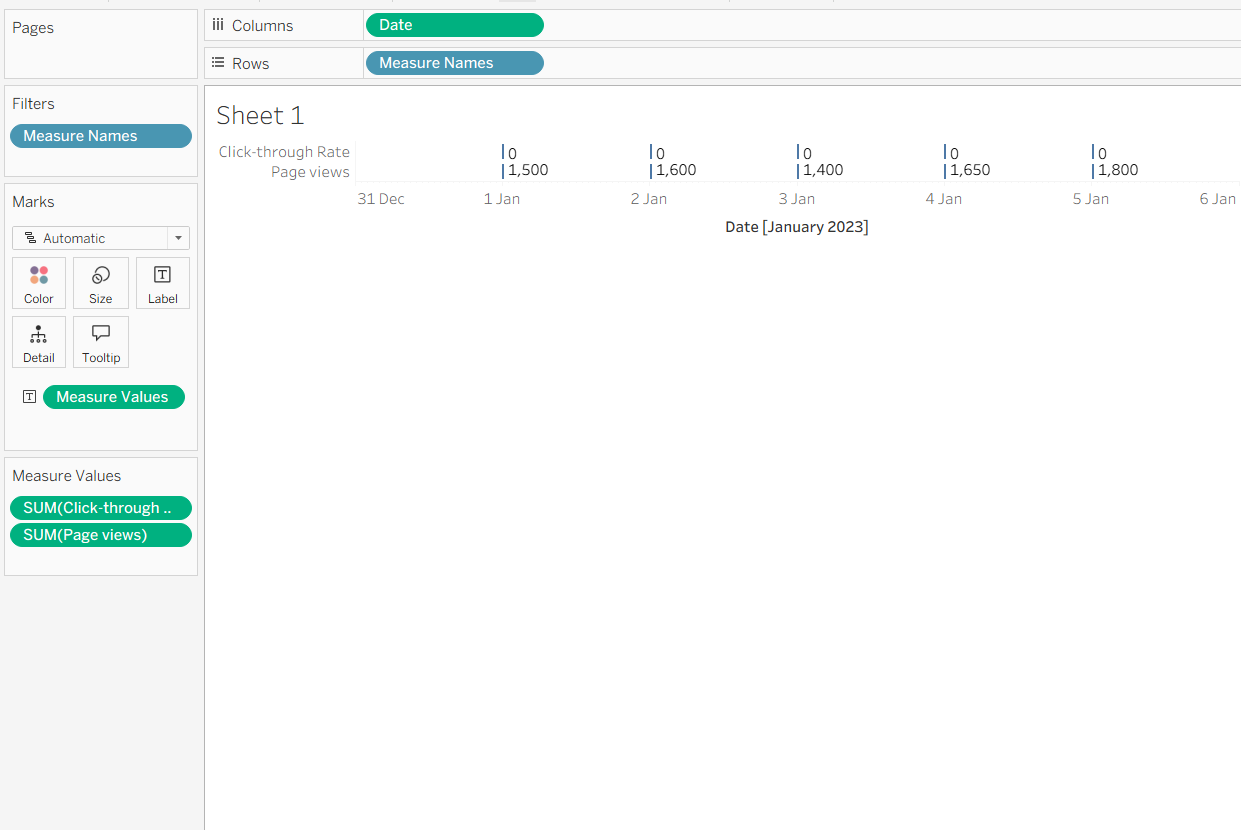 Pages
Columns
Date
Rows
Measure Names
Filters
Measure Names
Marks
Automatic
Color
Size
Label
Detail
Tooltip
Measure Values
Measure Values
SUM(Click-through ..
SUM(Page views)
Sheet 1
Click-through Rate 0 0 0 0 0
Page views 1,500 1,600 1,400 1,650 1,800
31 Dec 1 Jan 2 Jan 3 Jan 4 Jan 5 Jan 6 Jan
Date [January 2023]